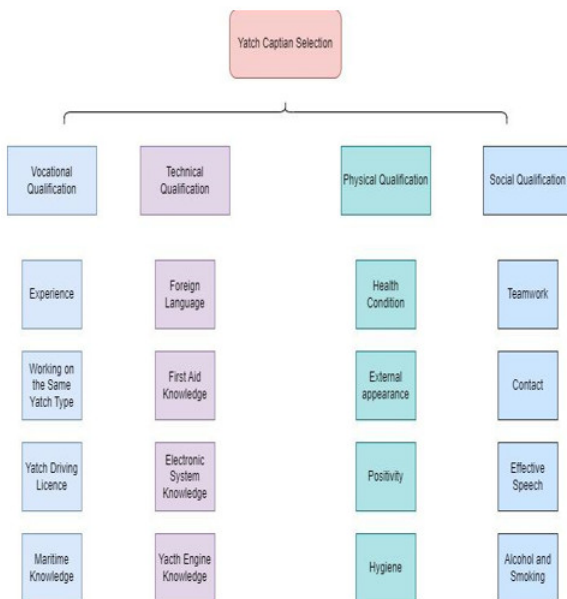 Yatch Captian Selection
Vocational
Qualification
Technical
Qualification
Physical Qualification
Social Qualification
Experience
Foreign
Language
Health
Condition
Teamwork
Working on
the Same
Yatch Type
First Aid
Knowledge
External
appearance
Contact
Yatch Driving
Licence
Electronic
System
Knowledge
Positivity
Effective
Speech
Maritime
Knowledge
Yacth Engine
Knowledge
Hygiene
Alcohol and
Smoking